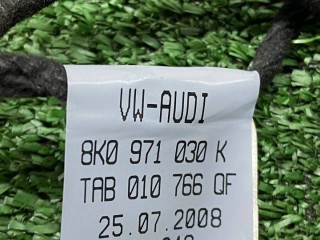 VW-AUDI
8K0 971 030 K
TAB 010 766 QF
25.07.2008